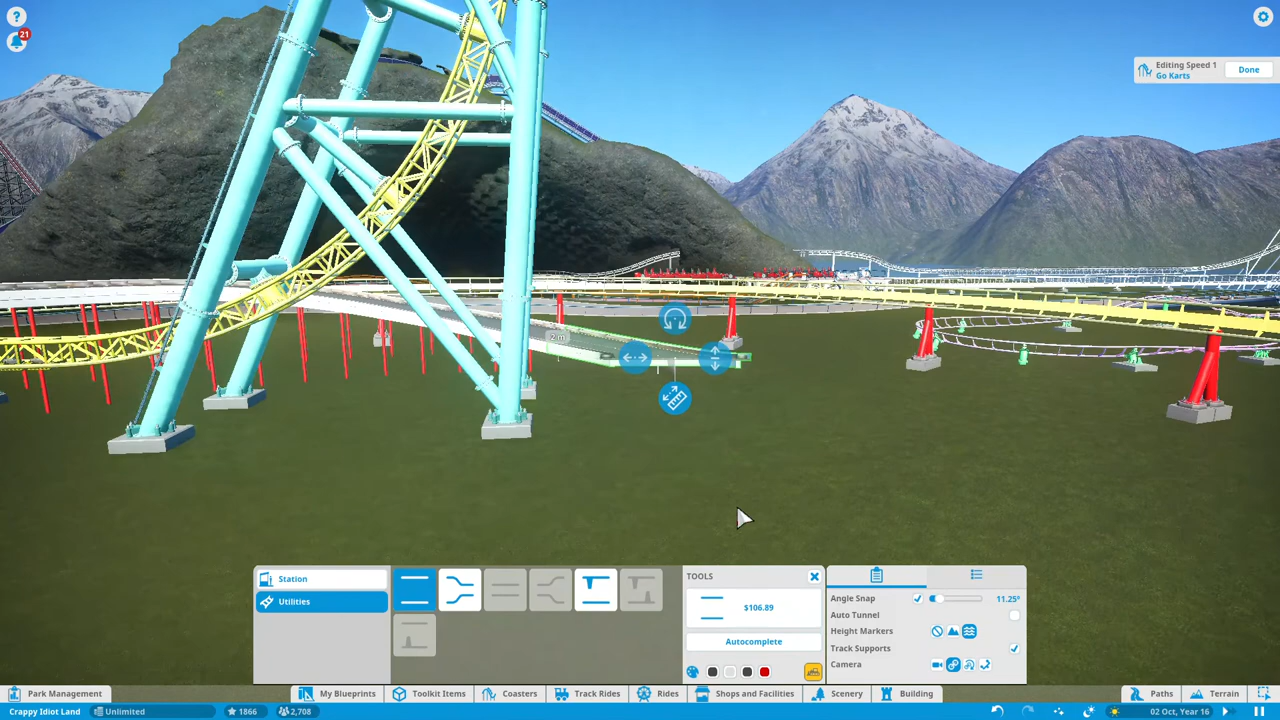 ?
21
Editing Speed 1
Go Karts
Done
2 m
Station
Utilities
TOOLS
$106.89
Autocomplete
Angle Snap
11.25°
Auto Tunnel
Height Markers
Track Supports
Camera
Park Management
My Blueprints
Toolkit Items
Coasters
Track Rides
Rides
Shops and Facilities
Scenery
Building
Paths
Terrain
Crappy Idiot Land
Unlimited
1866
2,708
02 Oct, Year 16